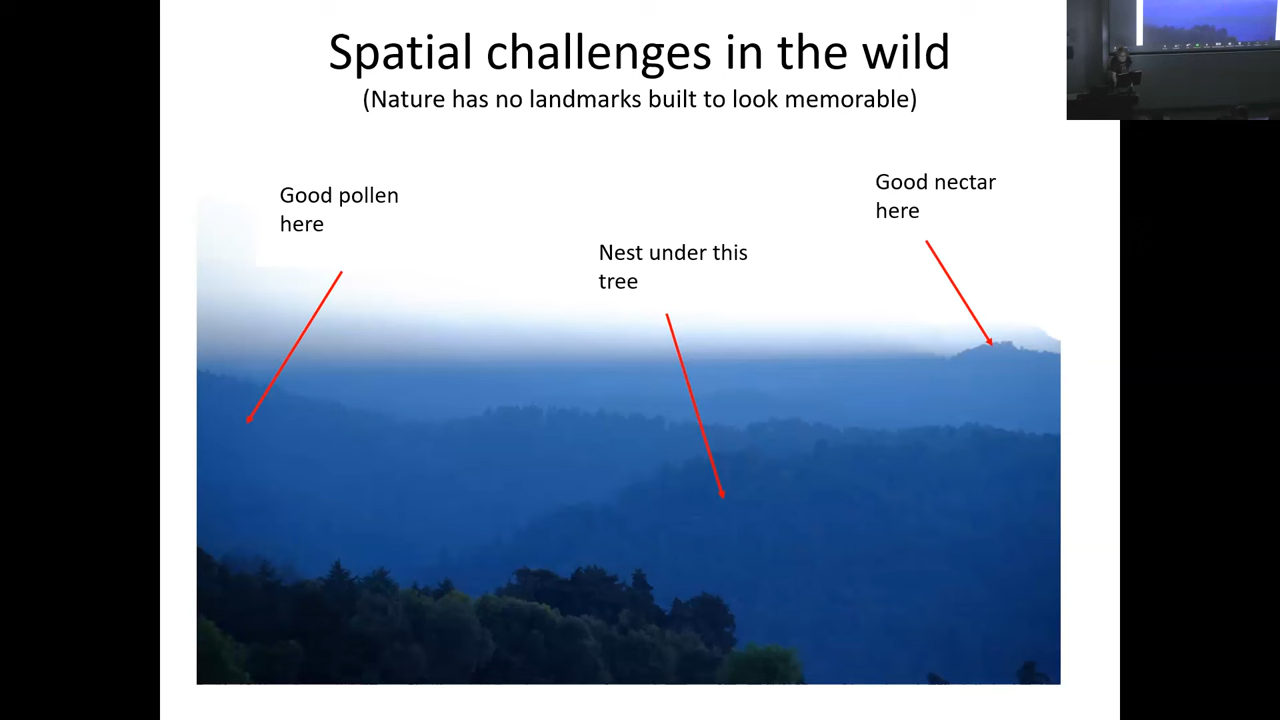 Spatial challenges in the wild
(Nature has no landmarks built to look memorable)
Good pollen
here
Nest under this
tree
Good nectar
here